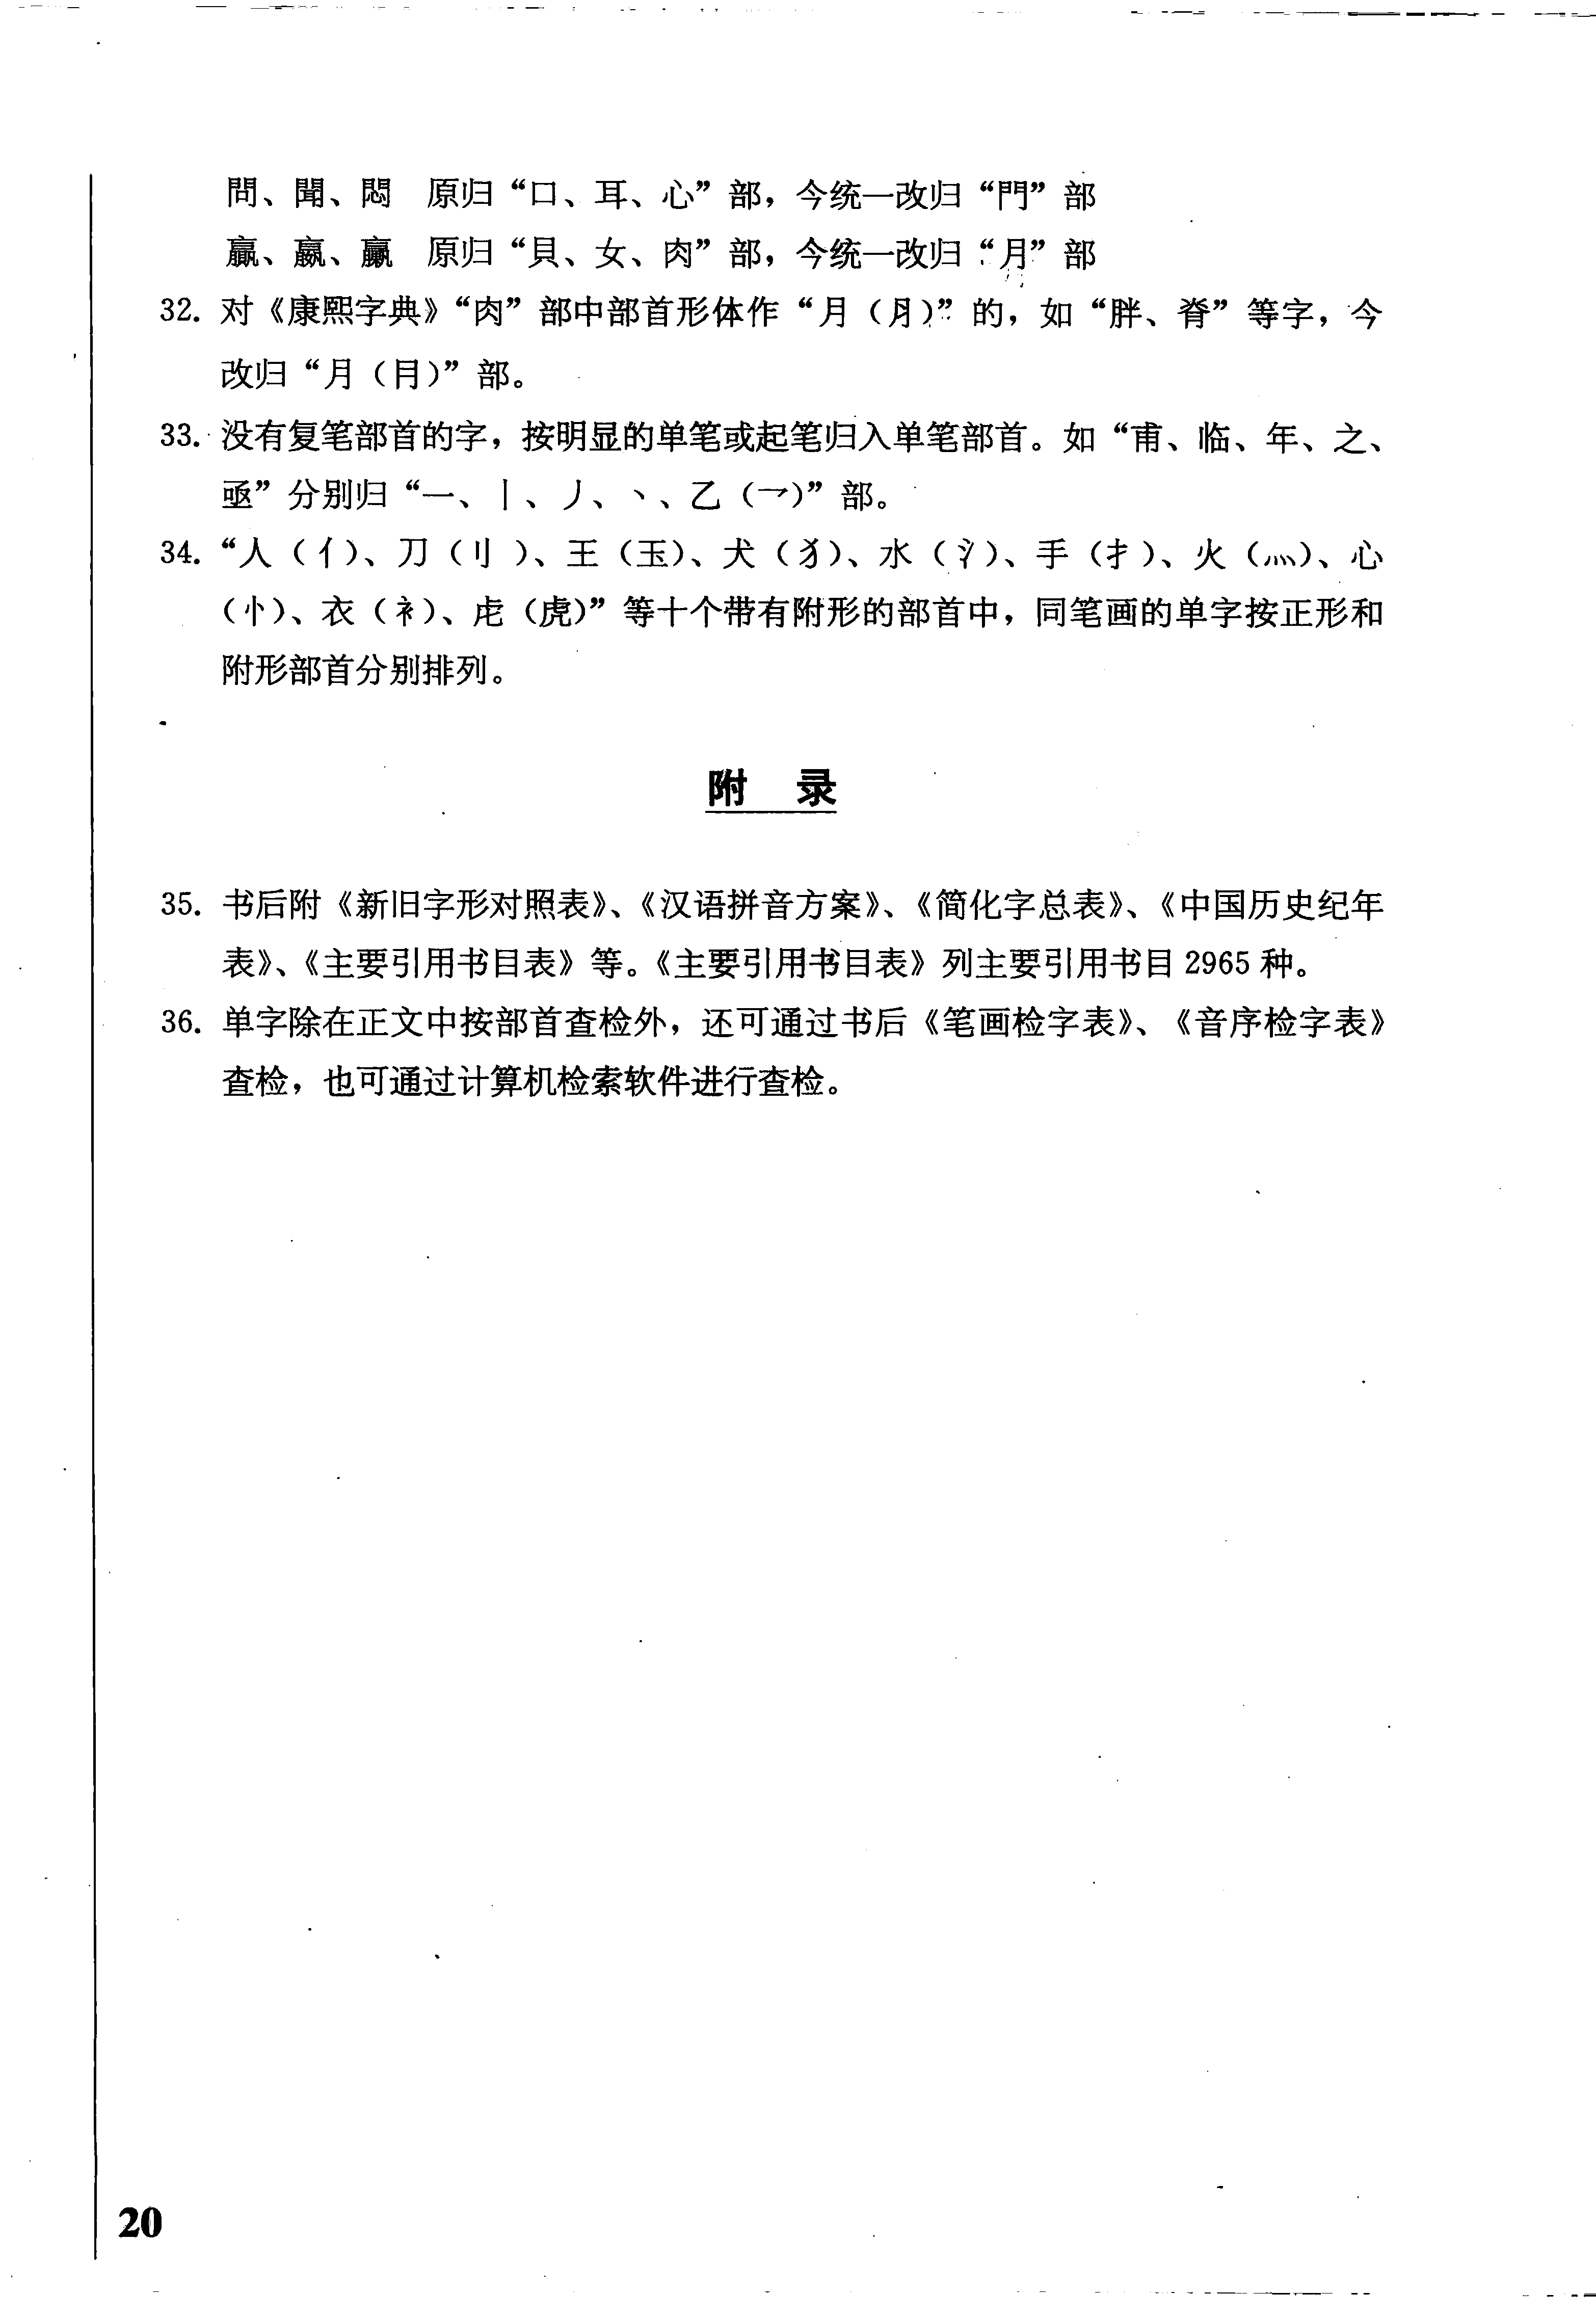 問、聞、悶　原归“口、耳、心”部，今统一改归“門”部
贏、嬴、臝　原归“貝、女、肉”部，今统一改归“月”部
32. 对《康熙字典》“肉”部中部首形体作“月（⺼）”的，如“胖、脊”等字，今
改归“月（⺝）”部。
33. 没有复笔部首的字，按明显的单笔或起笔归入单笔部首。如“甫、临、年、之、
亟”分别归“一、丨、丿、丶、乙（乛）”部。
34. “人（亻）、刀（刂）、王（玉）、犬（犭）、水（氵）、手（扌）、火（灬）、心
（忄）、衣（衤）、虍（虎）”等十个带有附形的部首中，同笔画的单字按正形和
附形部首分别排列。
附　录
35. 书后附《新旧字形对照表》、《汉语拼音方案》、《简化字总表》、《中国历史纪年
表》、《主要引用书目表》等。《主要引用书目表》列主要引用书目 2965 种。
36. 单字除在正文中按部首查检外，还可通过书后《笔画检字表》、《音序检字表》
查检，也可通过计算机检索软件进行查检。
20